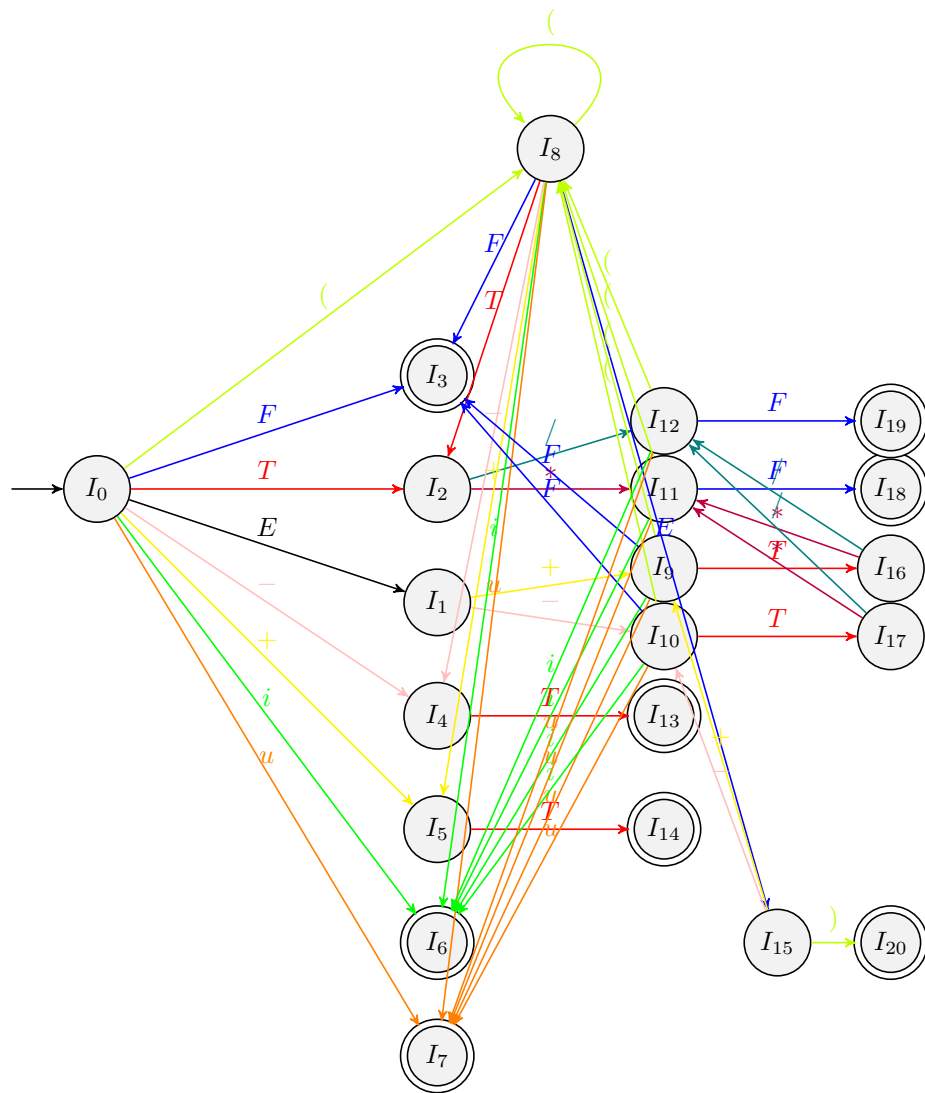 (
I8
F
T
(
(
(
(
I3
F
−
I12
F
I19
/
+
F
T
I0
I2
*
F
I11
F
I18
/
E
i
E
*
*
+
I9
T
T
I16
u
−
I1
I10
T
I17
−
+
i
i
i
I4
T
I13
u
u
i
u
+
−
i
u
u
I5
T
I14
I6
I15
)
I20
I7